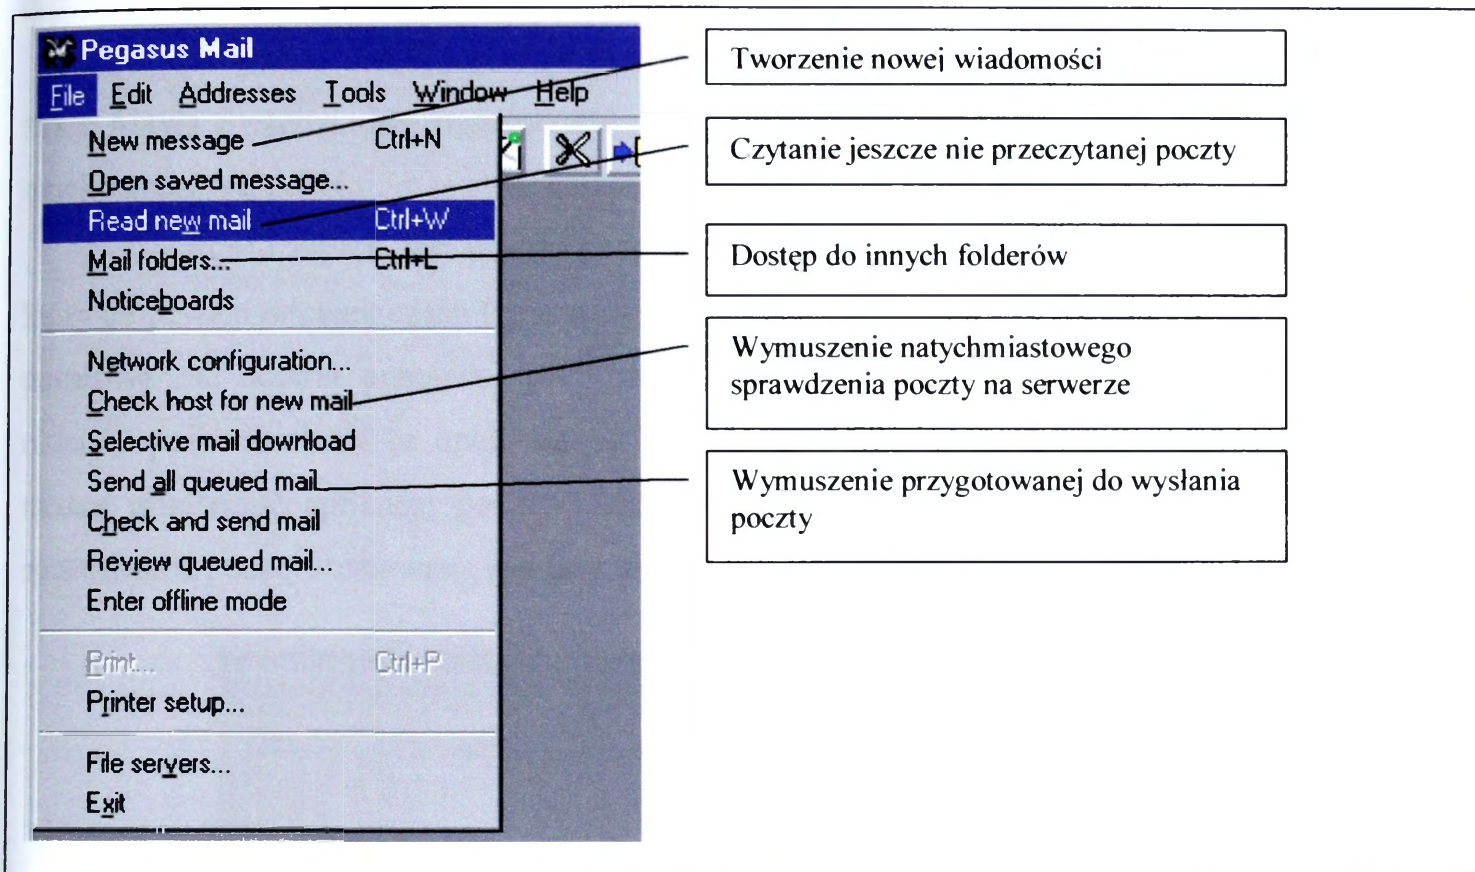 Pegasus Mail
File Edit Addresses Tools Window Help
New message Ctrl+N
Open saved message...
Read new mail Ctrl+W
Mail folders... Ctrl+L
Noticeboards
Network configuration...
Check host for new mail
Selective mail download
Send all queued mail
Check and send mail
Review queued mail...
Enter offline mode
Print... Ctrl+P
Printer setup...
File servers...
Exit
Tworzenie nowej wiadomości
Czytanie jeszcze nie przeczytanej poczty
Dostęp do innych folderów
Wymuszenie natychmiastowego
sprawdzenia poczty na serwerze
Wymuszenie przygotowanej do wysłania
poczty